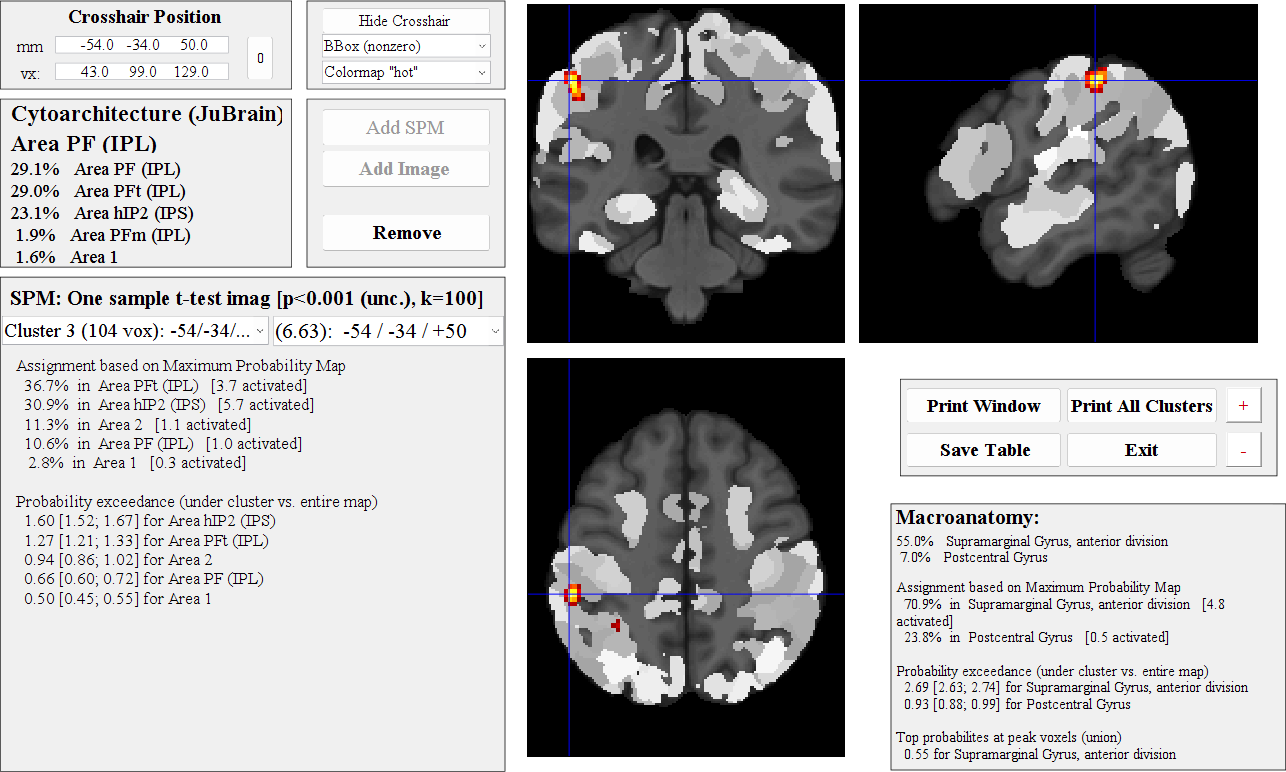 Crosshair Position
mm -54.0 -34.0 50.0
vx: 43.0 99.0 129.0
0
Hide Crosshair
BBox (nonzero)
Colormap "hot"
Cytoarchitecture (JuBrain)
Area PF (IPL)
29.1% Area PF (IPL)
29.0% Area PFt (IPL)
23.1% Area hIP2 (IPS)
1.9% Area PFm (IPL)
1.6% Area 1
Add SPM
Add Image
Remove
SPM: One sample t-test imag [p<0.001 (unc.), k=100]
Cluster 3 (104 vox): -54/-34/... (6.63): -54 / -34 / +50
Assignment based on Maximum Probability Map
36.7% in Area PFt (IPL) [3.7 activated]
30.9% in Area hIP2 (IPS) [5.7 activated]
11.3% in Area 2 [1.1 activated]
10.6% in Area PF (IPL) [1.0 activated]
2.8% in Area 1 [0.3 activated]
Probability exceedance (under cluster vs. entire map)
1.60 [1.52; 1.67] for Area hIP2 (IPS)
1.27 [1.21; 1.33] for Area PFt (IPL)
0.94 [0.86; 1.02] for Area 2
0.66 [0.60; 0.72] for Area PF (IPL)
0.50 [0.45; 0.55] for Area 1
Print Window Print All Clusters +
Save Table Exit -
Macroanatomy:
55.0% Supramarginal Gyrus, anterior division
7.0% Postcentral Gyrus
Assignment based on Maximum Probability Map
70.9% in Supramarginal Gyrus, anterior division [4.8
activated]
23.8% in Postcentral Gyrus [0.5 activated]
Probability exceedance (under cluster vs. entire map)
2.69 [2.63; 2.74] for Supramarginal Gyrus, anterior division
0.93 [0.88; 0.99] for Postcentral Gyrus
Top probabilites at peak voxels (union)
0.55 for Supramarginal Gyrus, anterior division